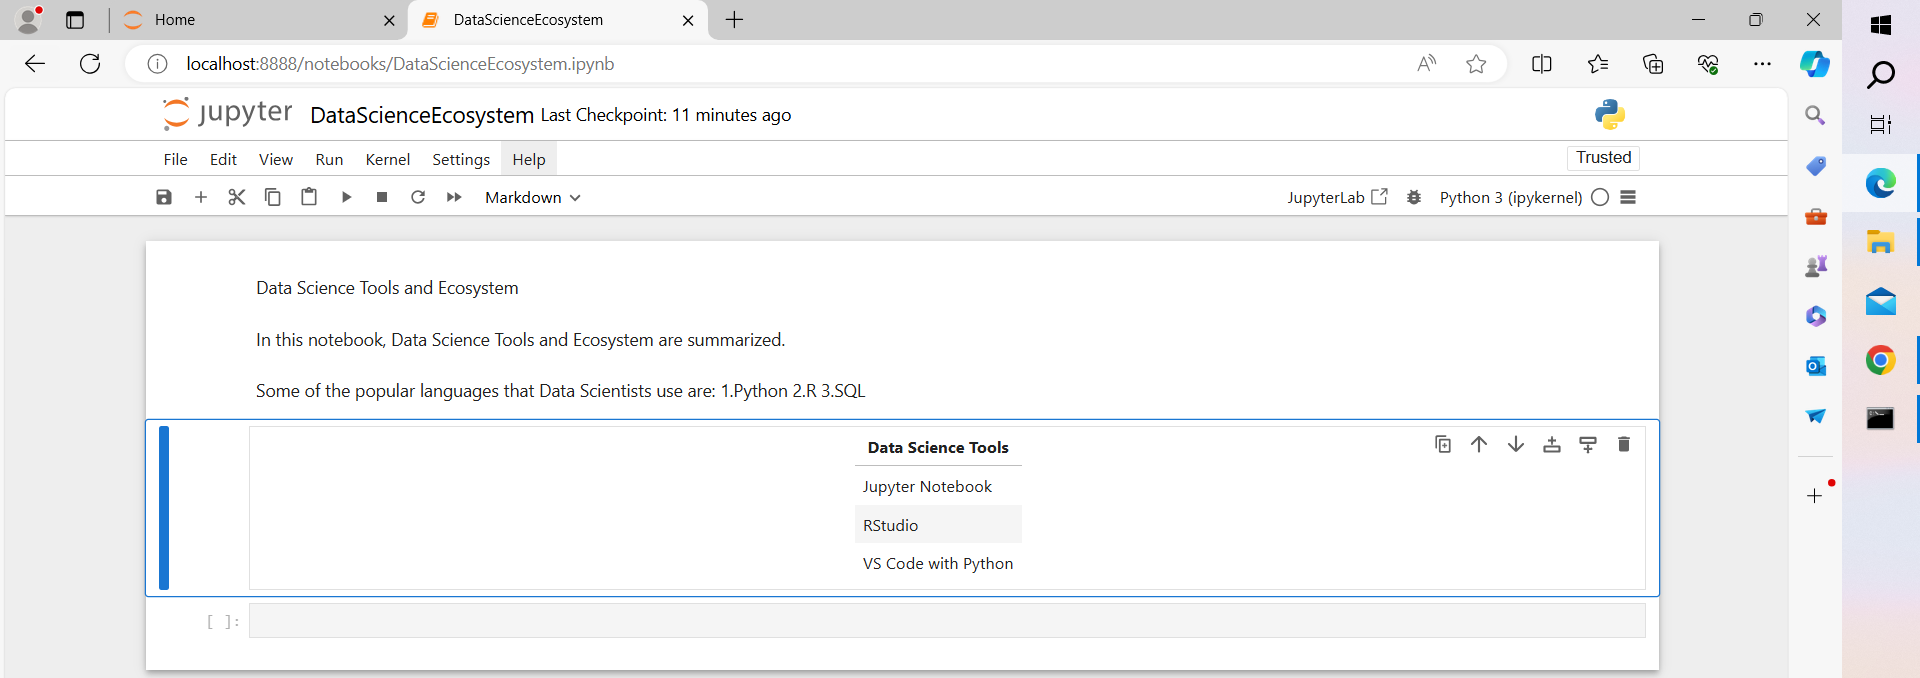 Home
DataScienceEcosystem
localhost:8888/notebooks/DataScienceEcosystem.ipynb
jupyter DataScienceEcosystem Last Checkpoint: 11 minutes ago
File Edit View Run Kernel Settings Help
Trusted
Markdown
JupyterLab
Python 3 (ipykernel)
Data Science Tools and Ecosystem
In this notebook, Data Science Tools and Ecosystem are summarized.
Some of the popular languages that Data Scientists use are: 1.Python 2.R 3.SQL
Data Science Tools
Jupyter Notebook
RStudio
VS Code with Python
[ ]: